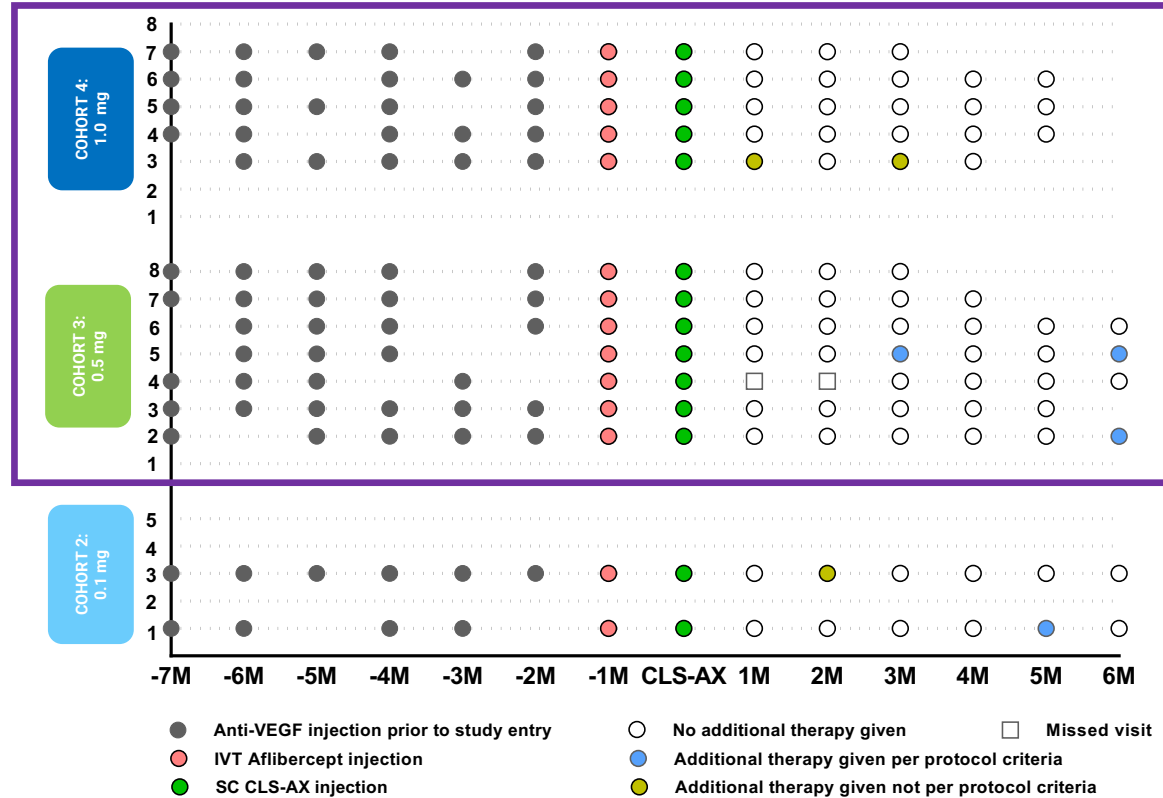 8
7
6
5
4
3
2
1
COHORT 4:
1.0 mg
8
7
6
5
4
3
2
1
COHORT 3:
0.5 mg
5
4
3
2
1
COHORT 2:
0.1 mg
-7M -6M -5M -4M -3M -2M -1M CLS-AX 1M 2M 3M 4M 5M 6M
Anti-VEGF injection prior to study entry
No additional therapy given
Missed visit
IVT Aflibercept injection
Additional therapy given per protocol criteria
SC CLS-AX injection
Additional therapy given not per protocol criteria